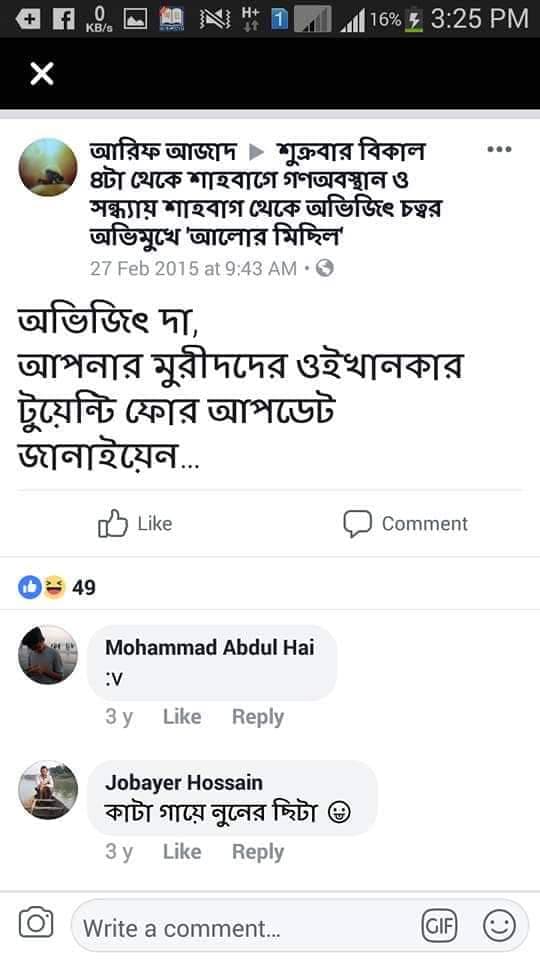 0 KB/s H+ 1 16% 3:25 PM
আরিফ আজাদ ▶ শুক্রবার বিকাল
৪টা থেকে শাহবাগে গণঅবস্থান ও
সন্ধ্যায় শাহবাগ থেকে অভিজিৎ চত্বর
অভিমুখে 'আলোর মিছিল'
27 Feb 2015 at 9:43 AM •
অভিজিৎ দা,
আপনার মুরীদদের ওইখানকার
টুয়েন্টি ফোর আপডেট
জানাইয়েন...
Like Comment
49
Mohammad Abdul Hai
:v
3 y Like Reply
Jobayer Hossain
কাটা গায়ে নুনের ছিটা 😛
3 y Like Reply
Write a comment... GIF